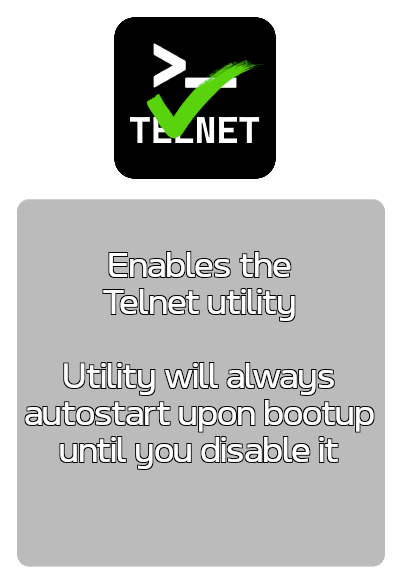 >_
TELNET
Enables the
Telnet utility
Utility will always
autostart upon bootup
until you disable it